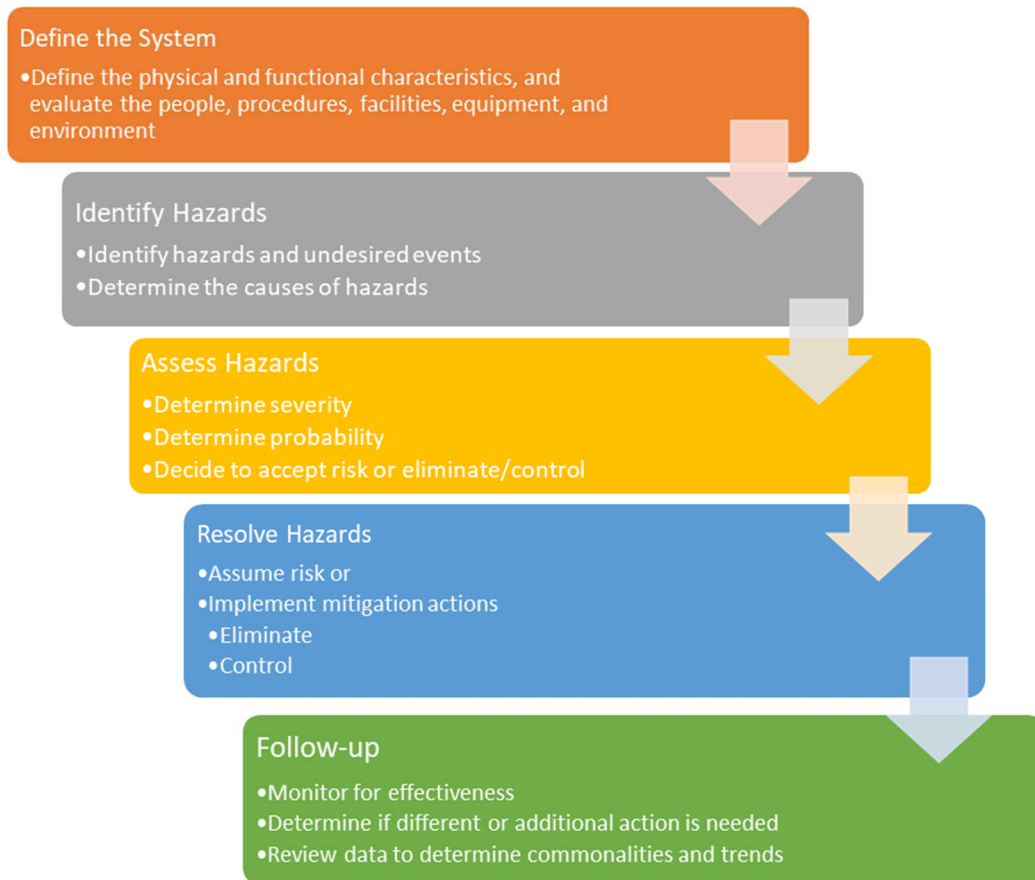 Define the System
•Define the physical and functional characteristics, and
evaluate the people, procedures, facilities, equipment, and
environment
Identify Hazards
•Identify hazards and undesired events
•Determine the causes of hazards
Assess Hazards
•Determine severity
•Determine probability
•Decide to accept risk or eliminate/control
Resolve Hazards
•Assume risk or
•Implement mitigation actions
•Eliminate
•Control
Follow-up
•Monitor for effectiveness
•Determine if different or additional action is needed
•Review data to determine commonalities and trends